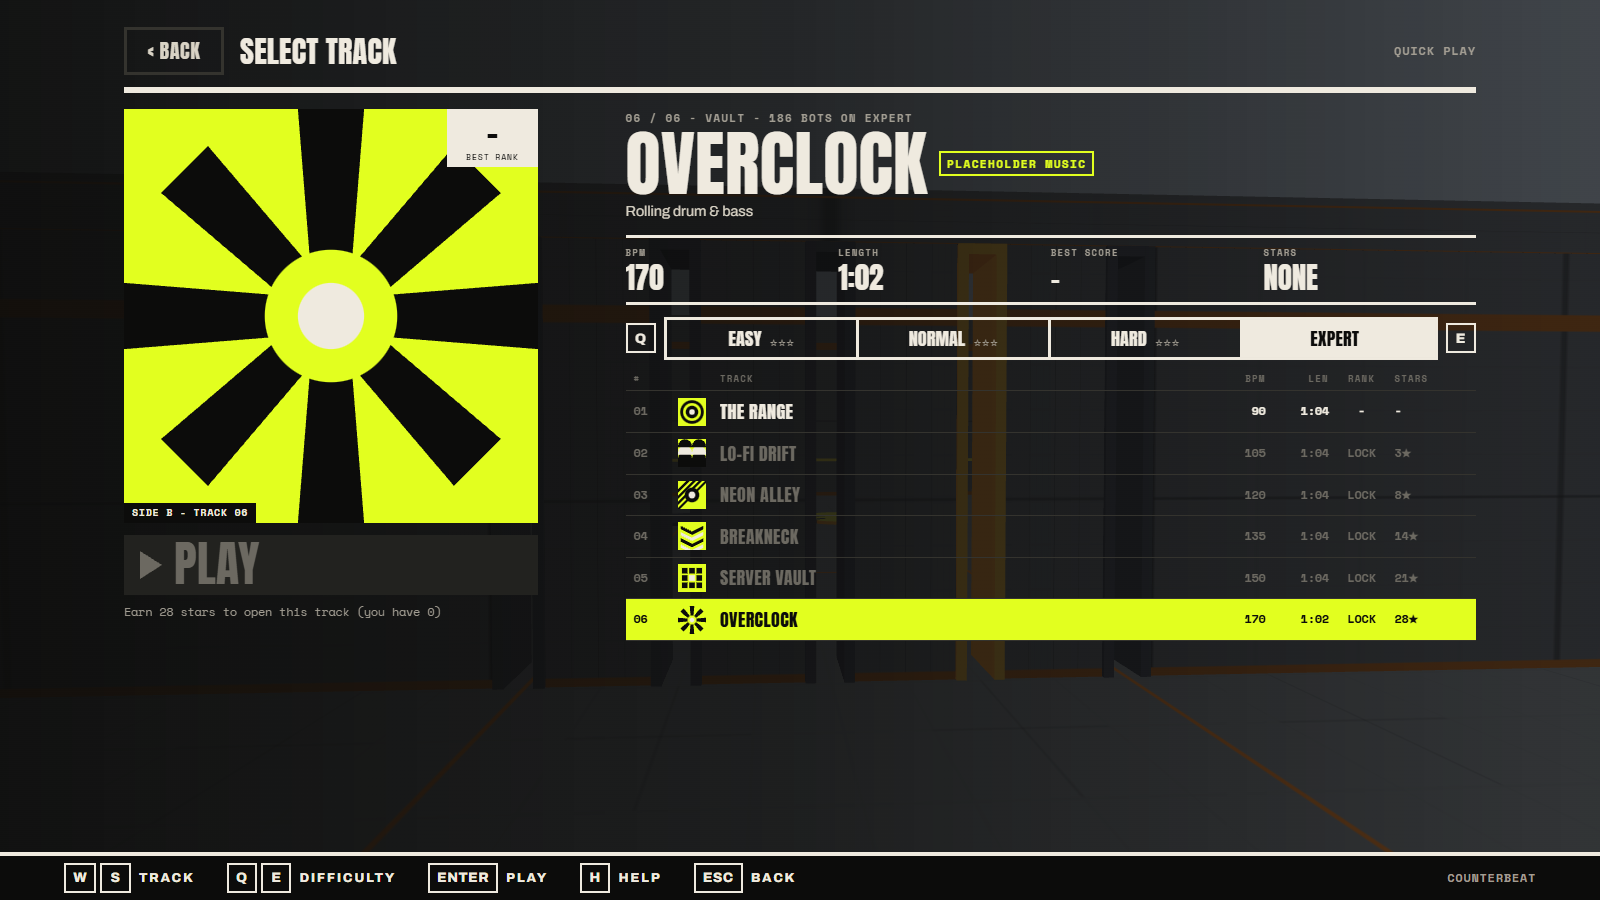 < BACK
SELECT TRACK
QUICK PLAY
-
BEST RANK
SIDE B - TRACK 06
PLAY
Earn 28 stars to open this track (you have 0)
06 / 06 - VAULT - 186 BOTS ON EXPERT
OVERCLOCK
PLACEHOLDER MUSIC
Rolling drum & bass
BPM LENGTH BEST SCORE STARS
170 1:02 - NONE
Q EASY ☆☆☆ NORMAL ☆☆☆ HARD ☆☆☆ EXPERT E
# TRACK BPM LEN RANK STARS
01 THE RANGE 90 1:04 - -
02 LO-FI DRIFT 105 1:04 LOCK 3★
03 NEON ALLEY 120 1:04 LOCK 8★
04 BREAKNECK 135 1:04 LOCK 14★
05 SERVER VAULT 150 1:04 LOCK 21★
06 OVERCLOCK 170 1:02 LOCK 28★
W S TRACK Q E DIFFICULTY ENTER PLAY H HELP ESC BACK
COUNTERBEAT